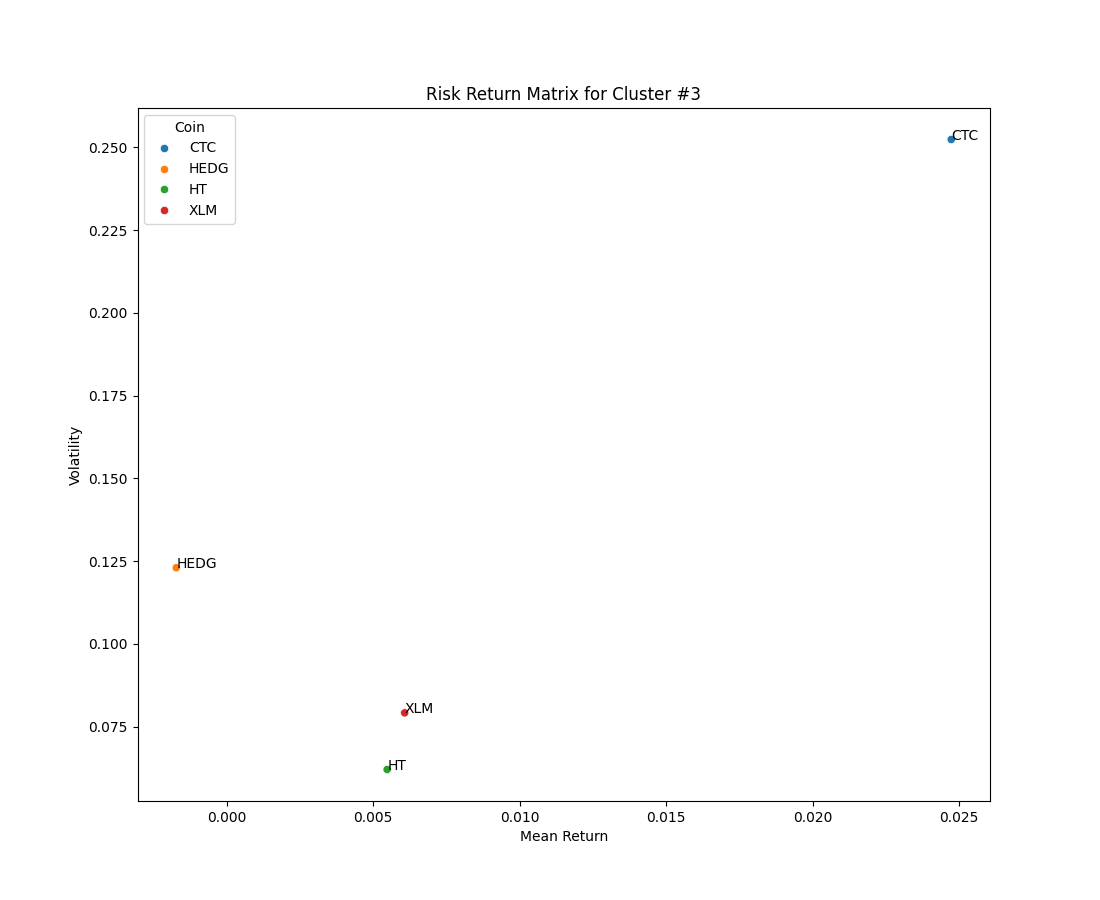 Risk Return Matrix for Cluster #3
Coin
CTC
HEDG
HT
XLM
0.250
0.225
0.200
0.175
0.150
0.125
0.100
0.075
Volatility
CTC
HEDG
XLM
HT
0.000 0.005 0.010 0.015 0.020 0.025
Mean Return